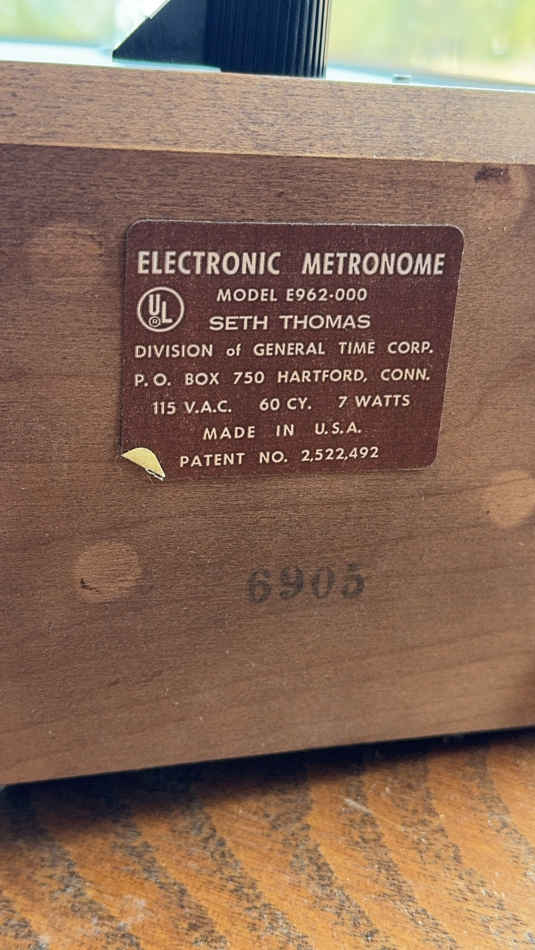 ELECTRONIC METRONOME
MODEL E962-000
UL
®
SETH THOMAS
DIVISION of GENERAL TIME CORP.
P.O. BOX 750 HARTFORD, CONN.
115 V.A.C. 60 CY. 7 WATTS
MADE IN U.S.A.
PATENT NO. 2,522,492
6905